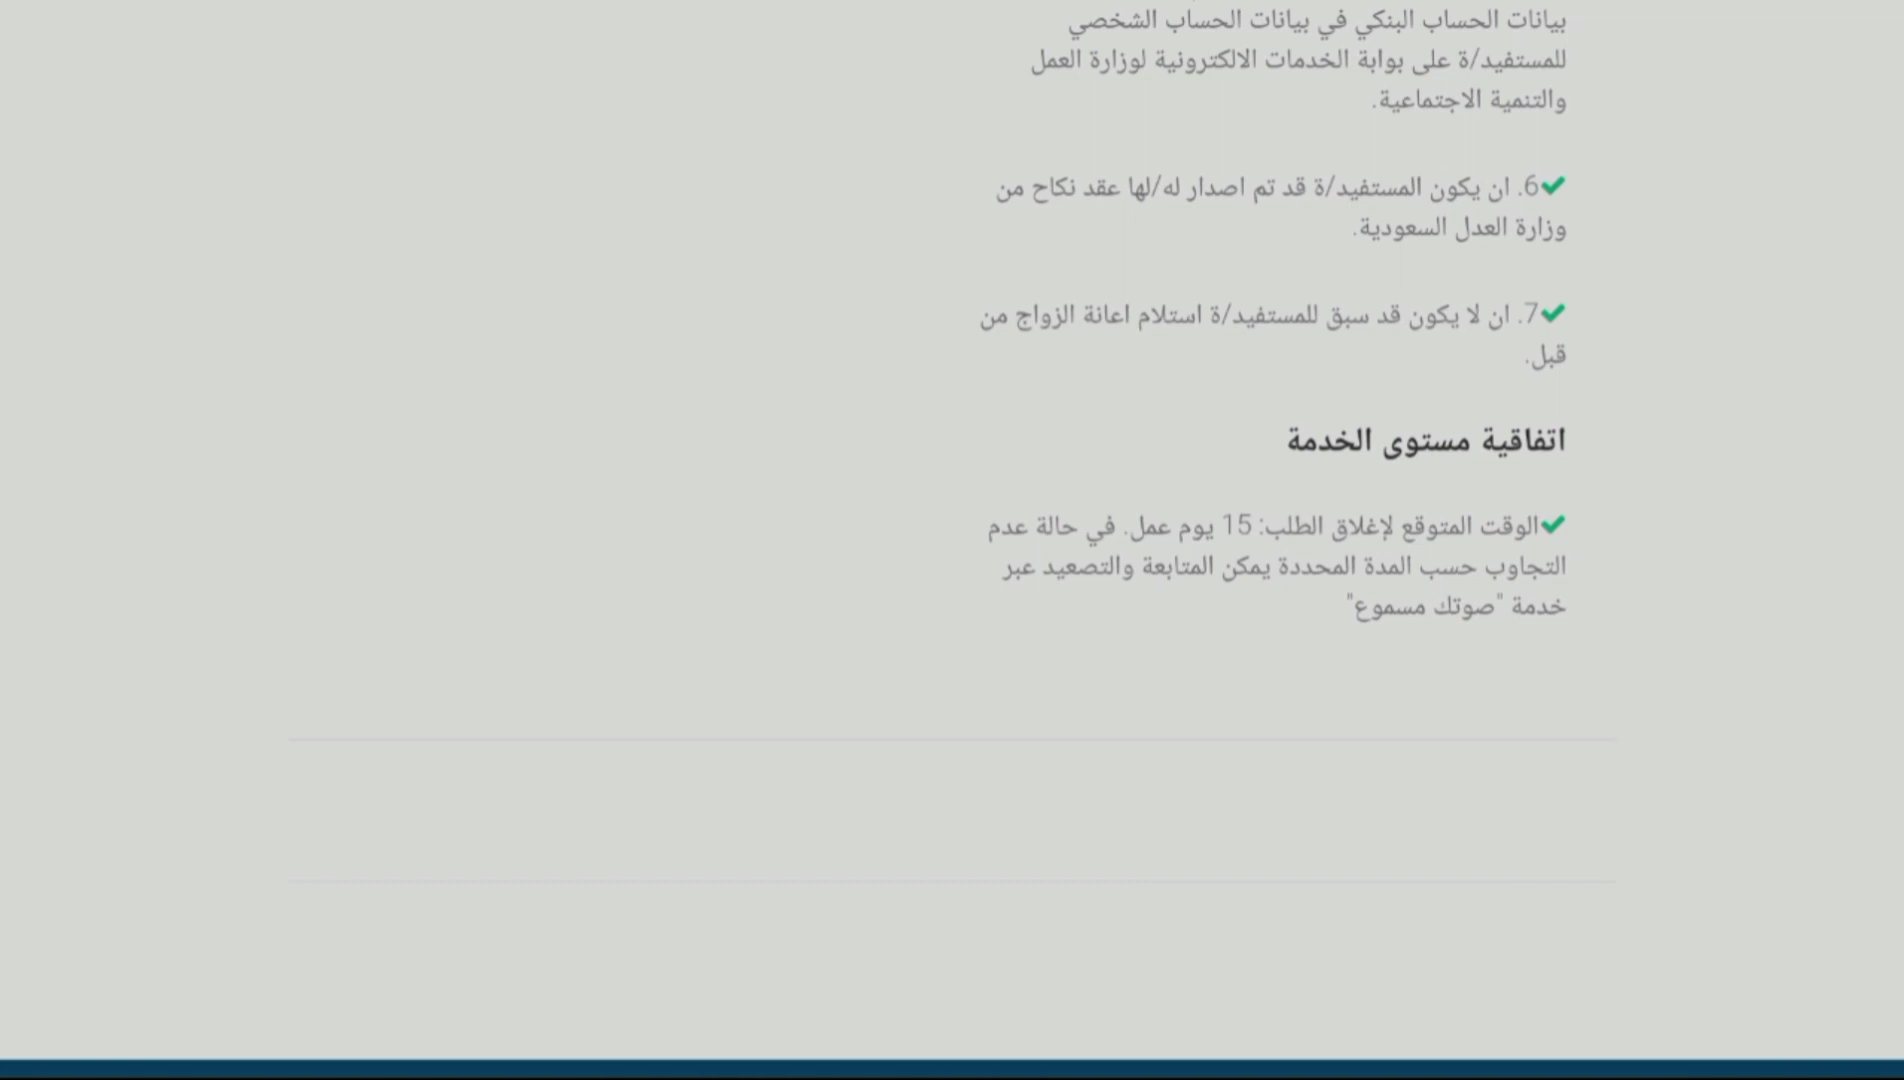 بيانات الحساب البنكي في بيانات الحساب الشخصي
للمستفيد/ة على بوابة الخدمات الالكترونية لوزارة العمل
والتنمية الاجتماعية.
6. ان يكون المستفيد/ة قد تم اصدار له/لها عقد نكاح من
وزارة العدل السعودية.
7. ان لا يكون قد سبق للمستفيد/ة استلام اعانة الزواج من
قبل.
اتفاقية مستوى الخدمة
الوقت المتوقع لإغلاق الطلب: 15 يوم عمل. في حالة عدم
التجاوب حسب المدة المحددة يمكن المتابعة والتصعيد عبر
خدمة "صوتك مسموع"